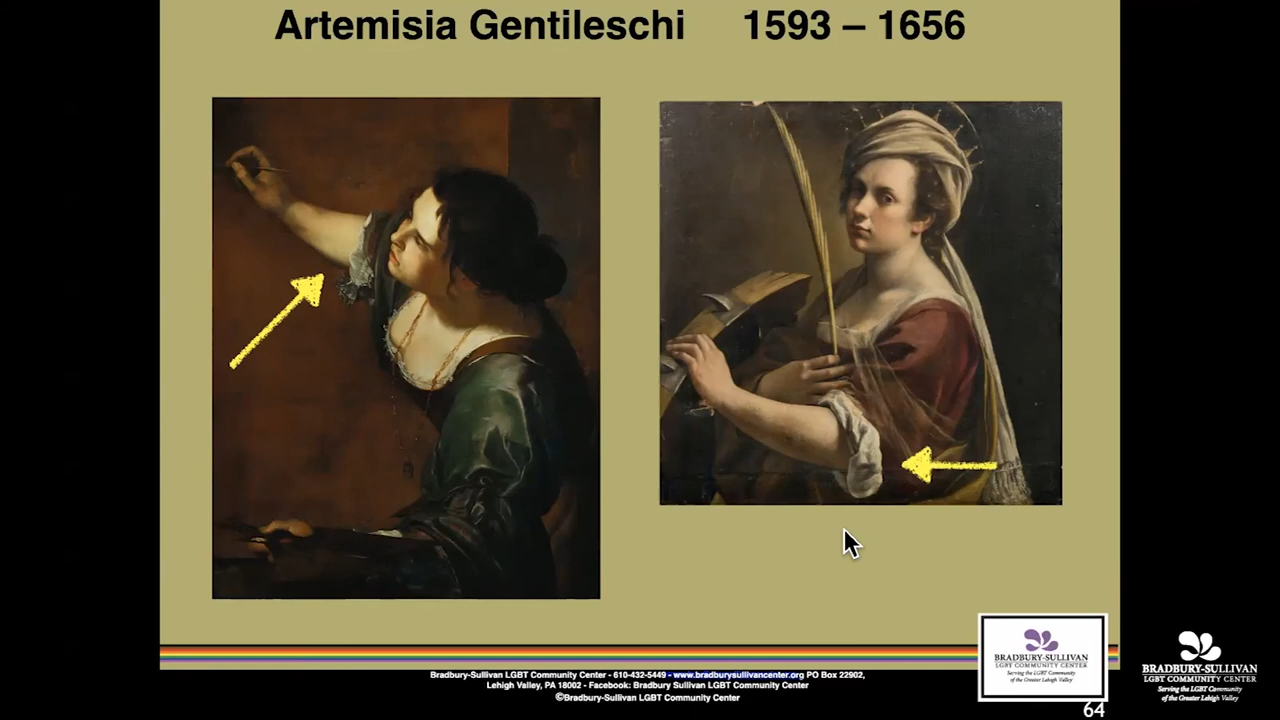 Artemisia Gentileschi 1593 – 1656
BRADBURY-SULLIVAN
LGBT COMMUNITY CENTER
Serving the LGBT Community
of the Greater Lehigh Valley
Bradbury-Sullivan LGBT Community Center - 610-432-5449 - www.bradburysullivancenter.org PO Box 22902,
Lehigh Valley, PA 18002 - Facebook: Bradbury Sullivan LGBT Community Center
©Bradbury-Sullivan LGBT Community Center
64
BRADBURY-SULLIVAN
LGBT COMMUNITY CENTER
Serving the LGBT Community
of the Greater Lehigh Valley